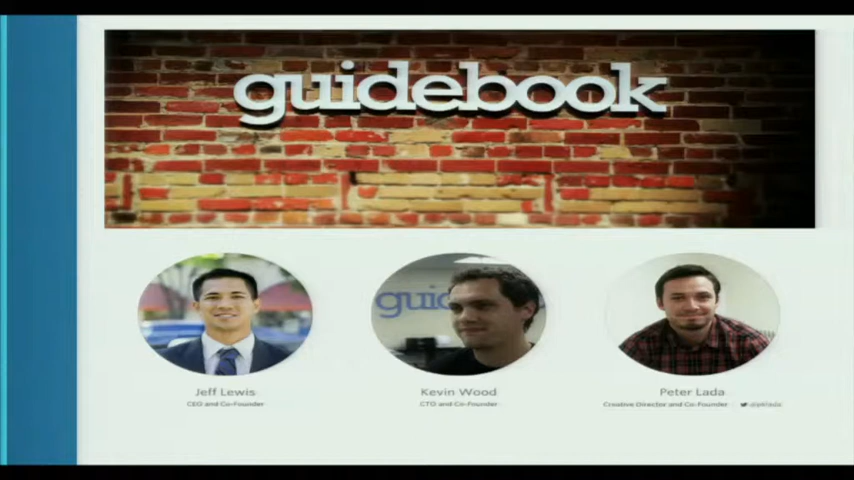 guidebook
guid
Jeff Lewis
Kevin Wood
Peter Lada
CEO and Co-Founder
CTO and Co-Founder
Creative Director and Co-Founder